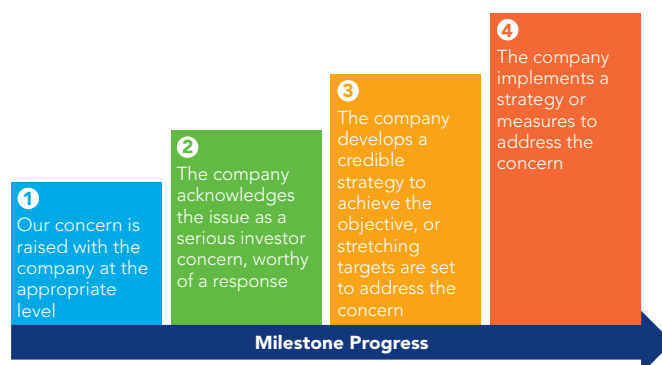 1
Our concern is
raised with the
company at the
appropriate
level
2
The company
acknowledges
the issue as a
serious investor
concern, worthy
of a response
3
The company
develops a
credible
strategy to
achieve the
objective, or
stretching
targets are set
to address the
concern
4
The company
implements a
strategy or
measures to
address the
concern
Milestone Progress